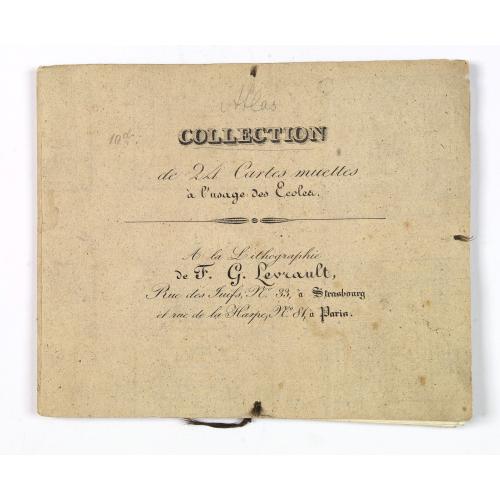 Atlas
10 d.
COLLECTION
de 24 Cartes muettes
à l'usage des Ecoles.
A la Lithographie
de F. G. Levrault,
Rue des Juifs, N.º 33, à Strasbourg
et rue de la Harpe, N.º 81, à Paris.